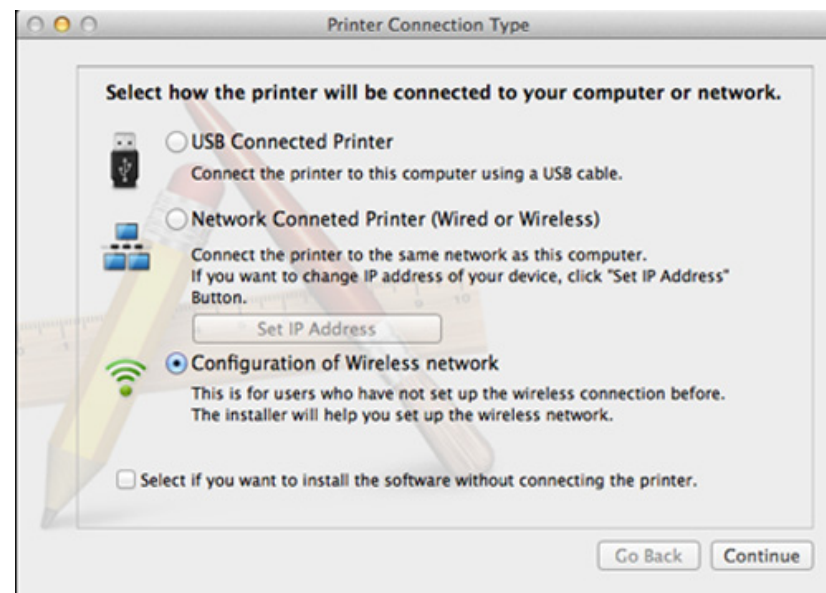 Printer Connection Type
Select how the printer will be connected to your computer or network.
USB Connected Printer
Connect the printer to this computer using a USB cable.
Network Conneted Printer (Wired or Wireless)
Connect the printer to the same network as this computer.
If you want to change IP address of your device, click "Set IP Address"
Button.
Set IP Address
Configuration of Wireless network
This is for users who have not set up the wireless connection before.
The installer will help you set up the wireless network.
Select if you want to install the software without connecting the printer.
Go Back Continue